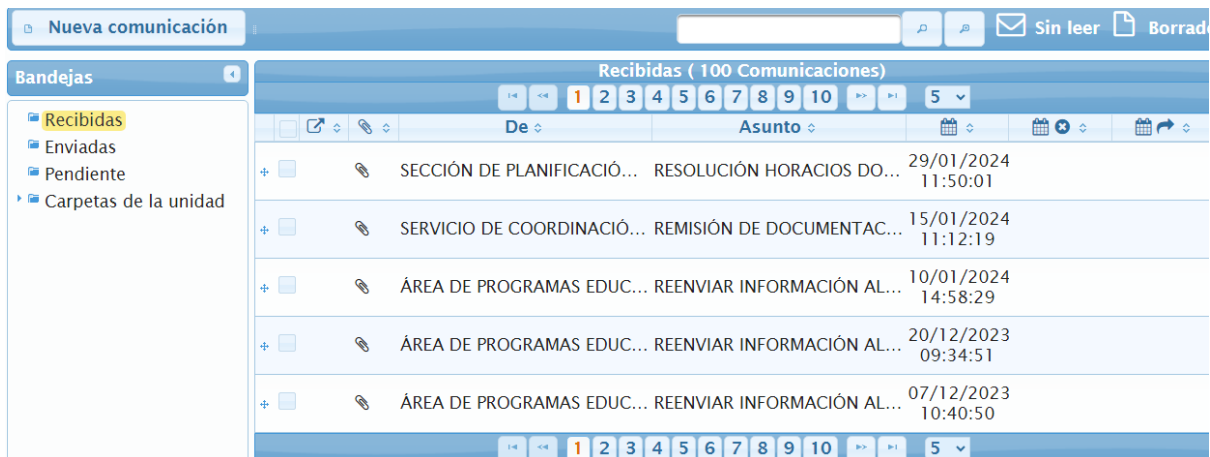 Nueva comunicación
Sin leer
Borrado
Bandejas
Recibidas
Enviadas
Pendiente
Carpetas de la unidad
Recibidas ( 100 Comunicaciones)
1 2 3 4 5 6 7 8 9 10 5
De Asunto
SECCIÓN DE PLANIFICACIÓ... RESOLUCIÓN HORACIOS DO... 29/01/2024
11:50:01
SERVICIO DE COORDINACIÓ... REMISIÓN DE DOCUMENTAC... 15/01/2024
11:12:19
ÁREA DE PROGRAMAS EDUC... REENVIAR INFORMACIÓN AL... 10/01/2024
14:58:29
ÁREA DE PROGRAMAS EDUC... REENVIAR INFORMACIÓN AL... 20/12/2023
09:34:51
ÁREA DE PROGRAMAS EDUC... REENVIAR INFORMACIÓN AL... 07/12/2023
10:40:50
1 2 3 4 5 6 7 8 9 10 5